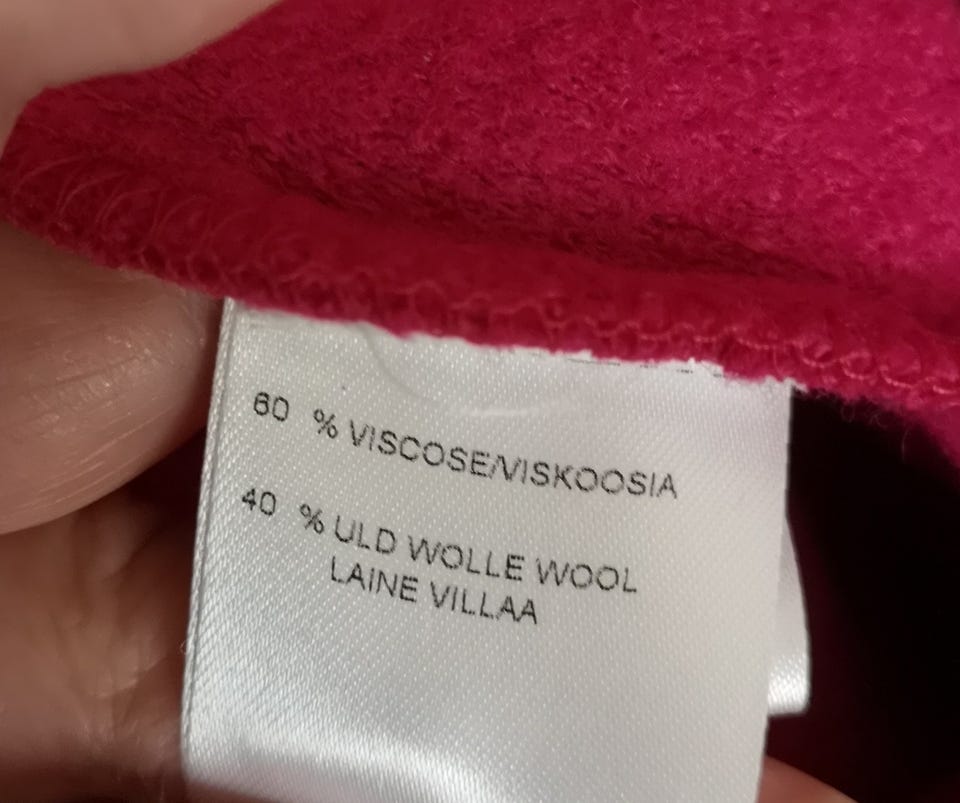 60 % VISCOSE/VISKOOSIA
40 % ULD WOLLE WOOL
LAINE VILLAA